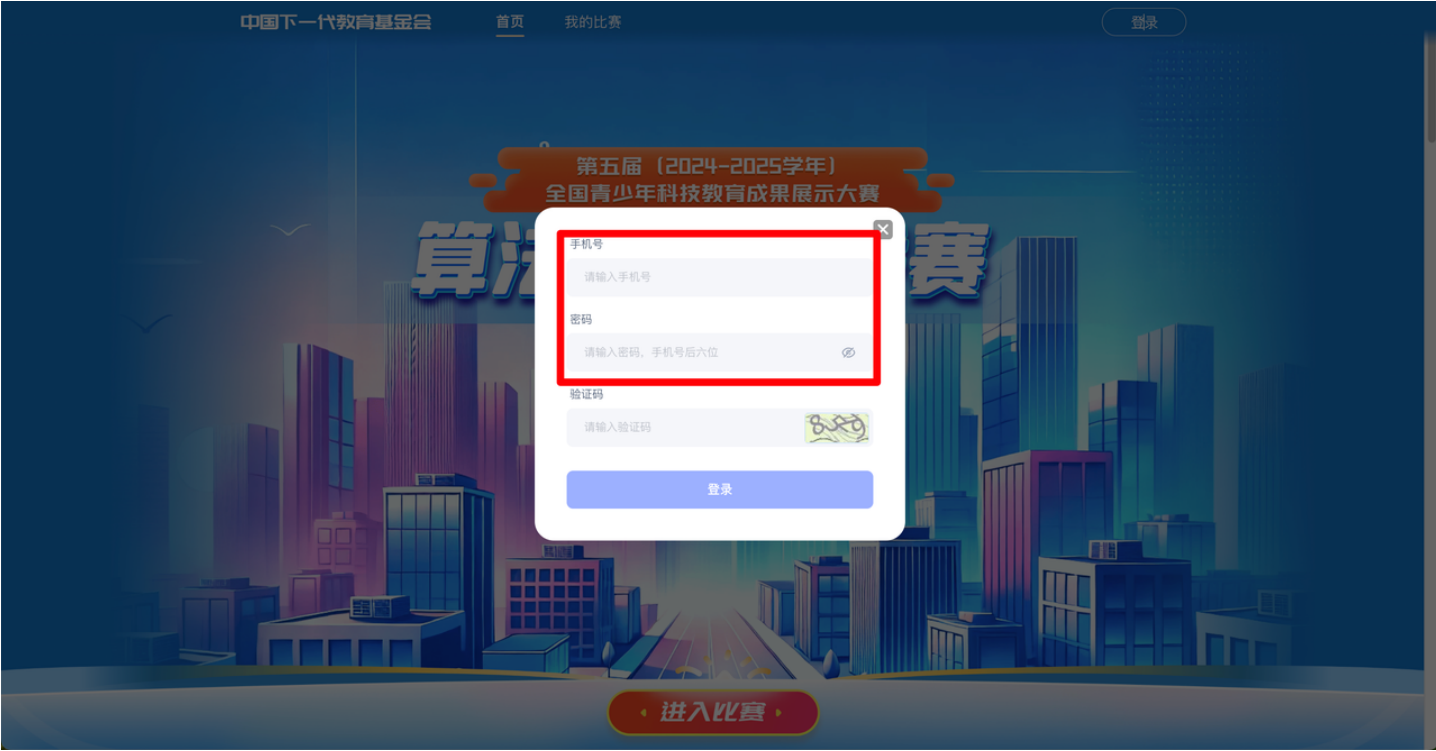 中国下一代教育基金会
首页
我的比赛
登录
第五届（2024-2025学年）
全国青少年科技教育成果展示大赛
算法
赛
手机号
请输入手机号
密码
请输入密码，手机号后六位
验证码
请输入验证码
登录
进入比赛